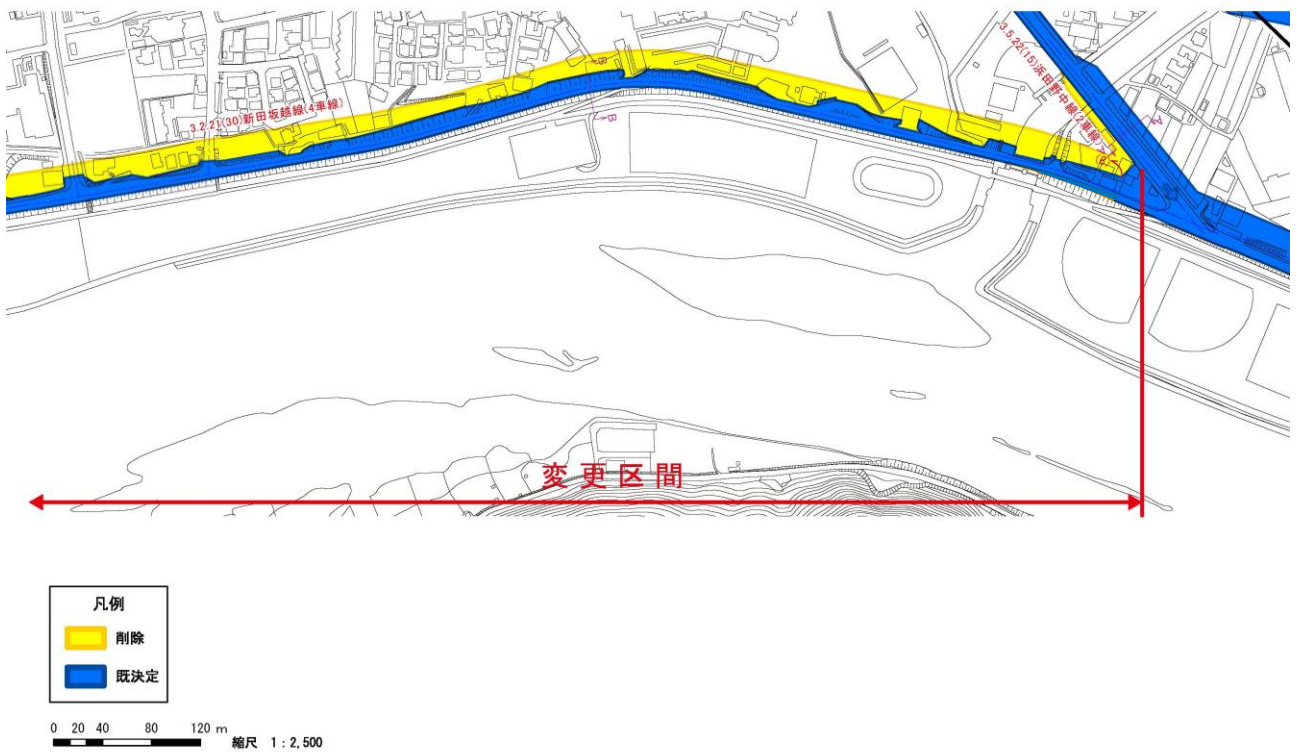 3.5.22(15)浜田野中線(2車線)
3.2.21(30)新田坂越線(4車線)
B
B
A
変更区間
凡例
削除
既決定
0 20 40 80 120 m
縮尺 1:2,500